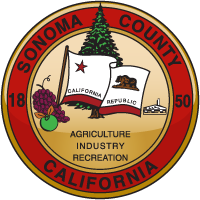 SONOMA COUNTY
18 50
CALIFORNIA
REPUBLIC
AGRICULTURE
INDUSTRY
RECREATION
CALIFORNIA